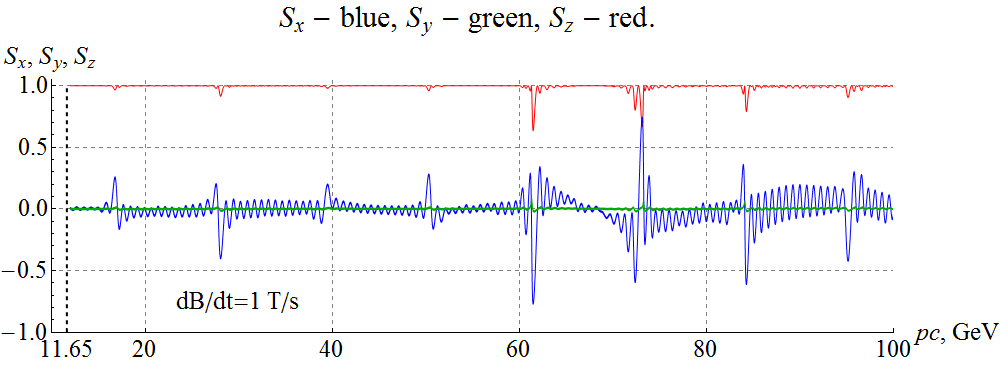 Sx – blue, Sy – green, Sz – red.
Sx, Sy, Sz
1.0
0.5
0.0
−0.5
−1.0
dB/dt=1 T/s
11.65 20 40 60 80 100 pc, GeV